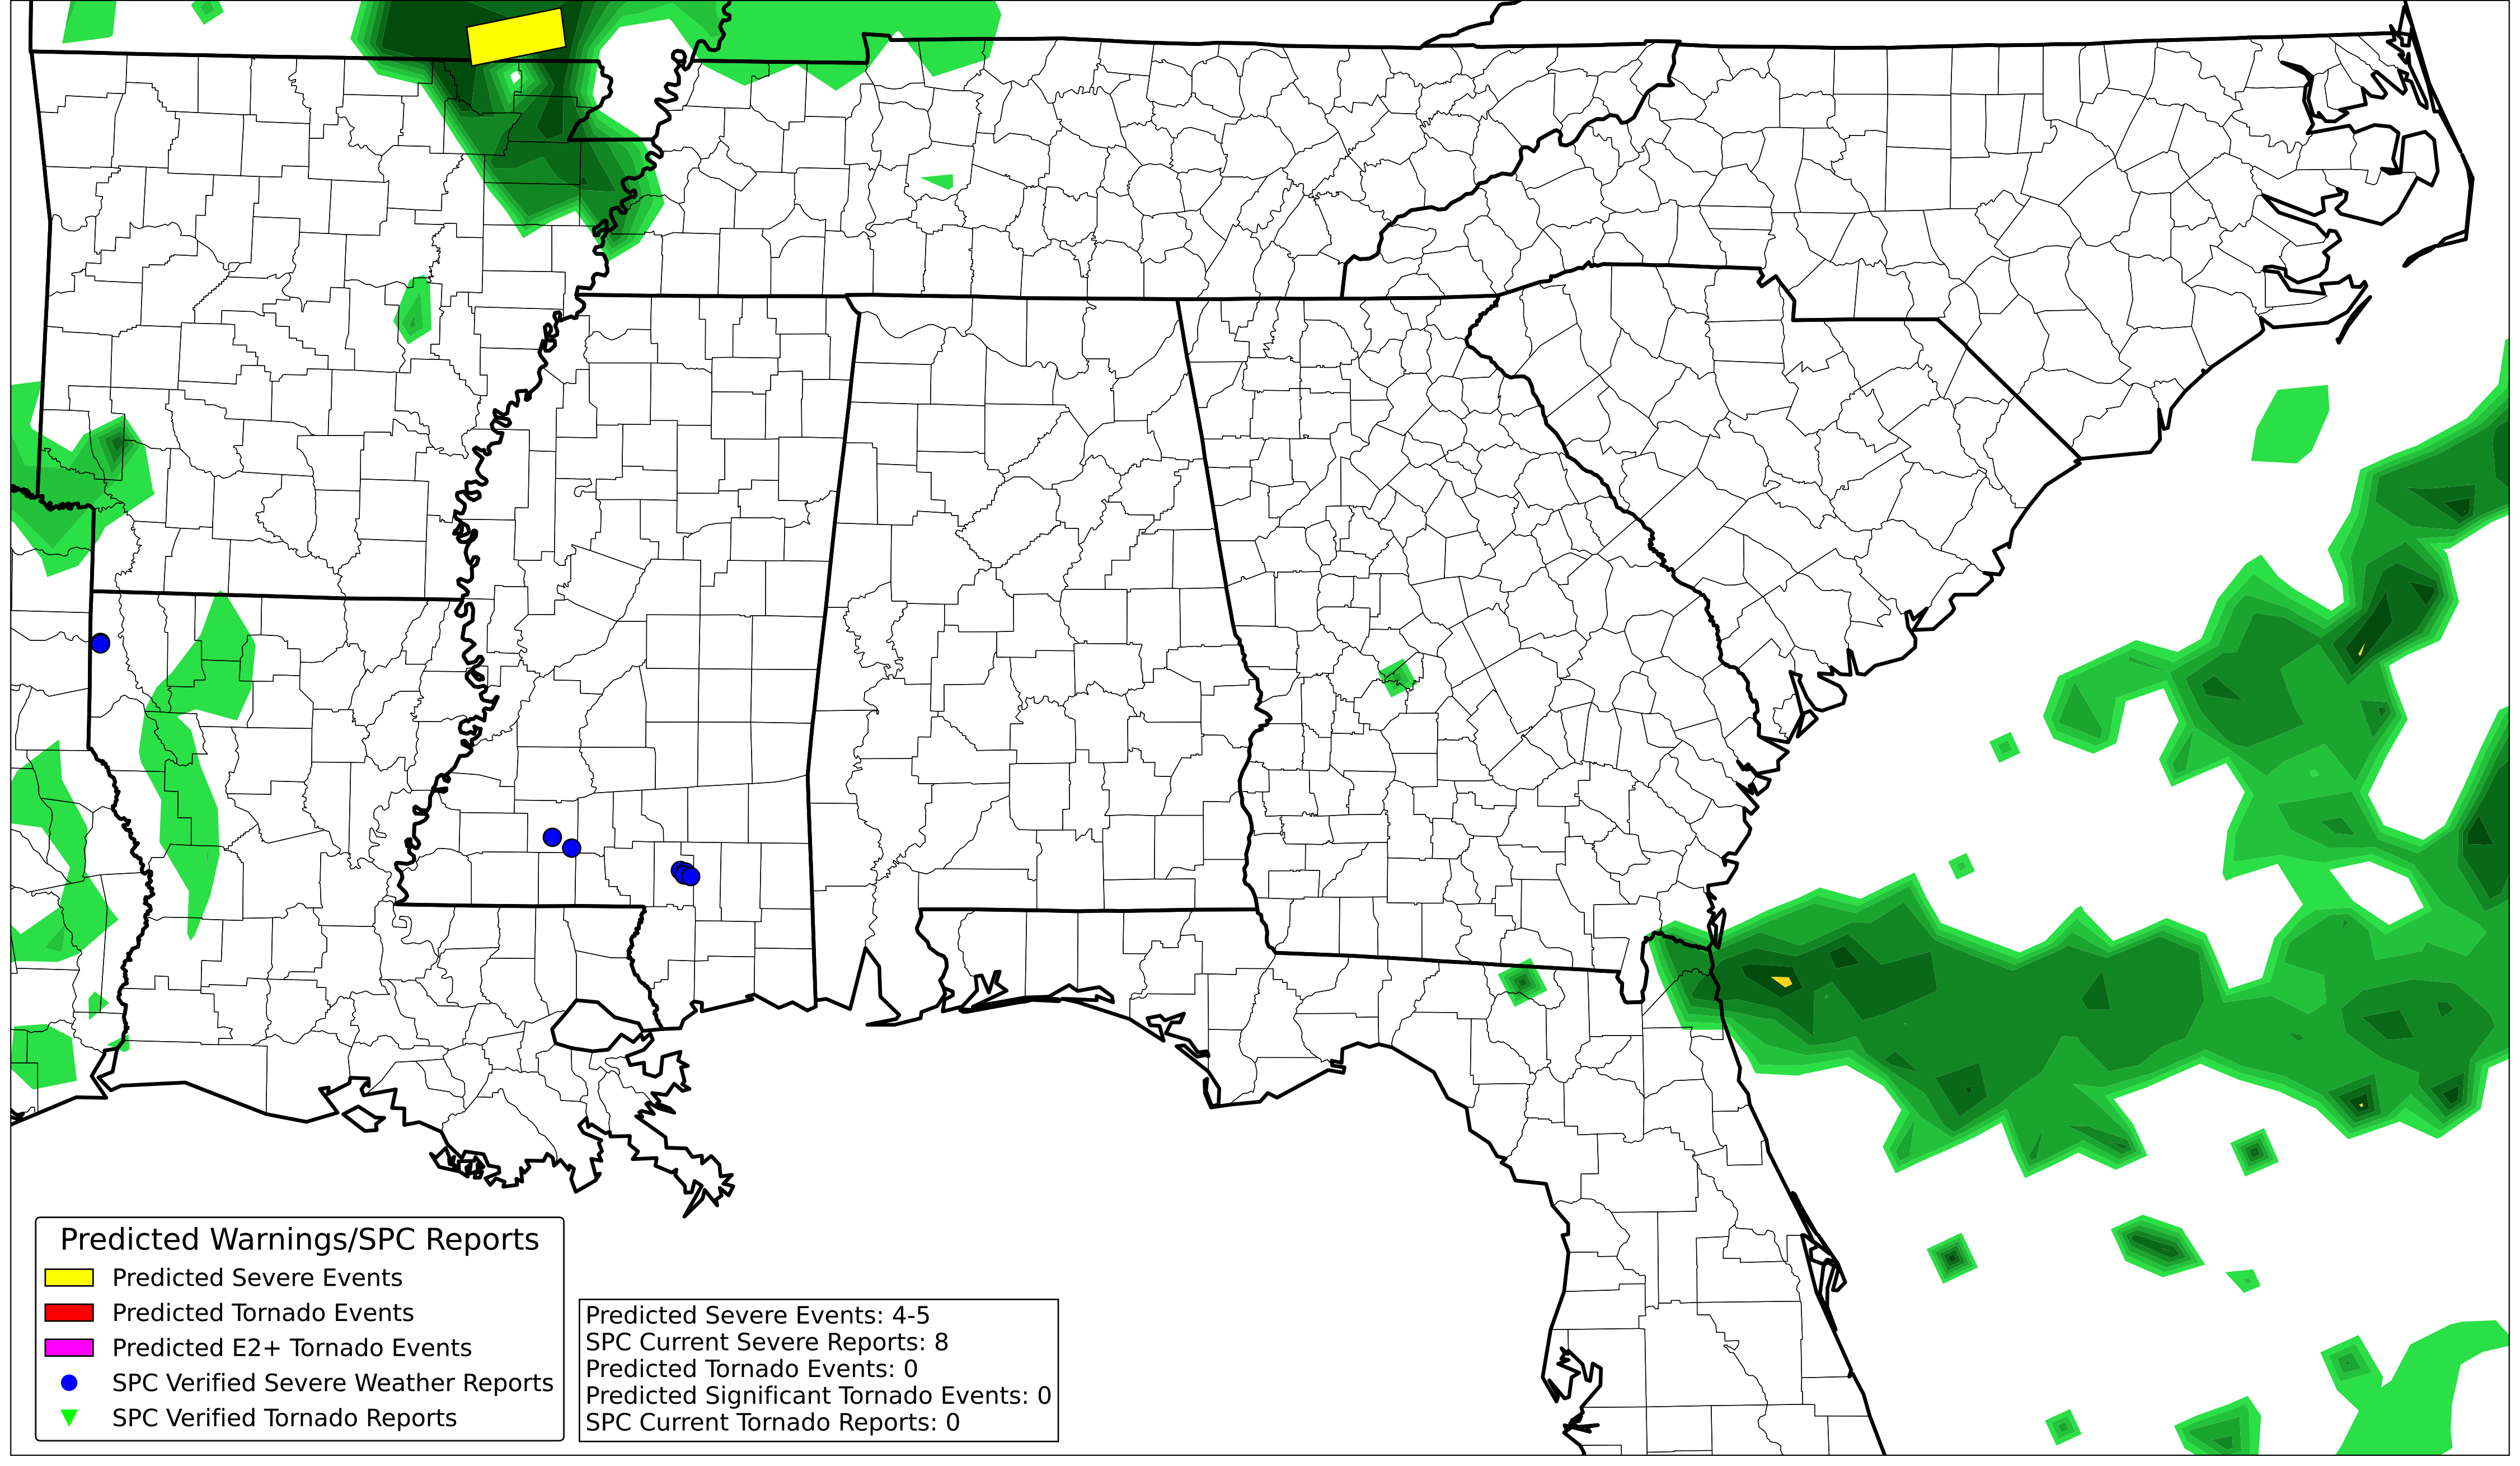 Predicted Warnings/SPC Reports
Predicted Severe Events
Predicted Tornado Events
Predicted E2+ Tornado Events
SPC Verified Severe Weather Reports
SPC Verified Tornado Reports
Predicted Severe Events: 4-5
SPC Current Severe Reports: 8
Predicted Tornado Events: 0
Predicted Significant Tornado Events: 0
SPC Current Tornado Reports: 0